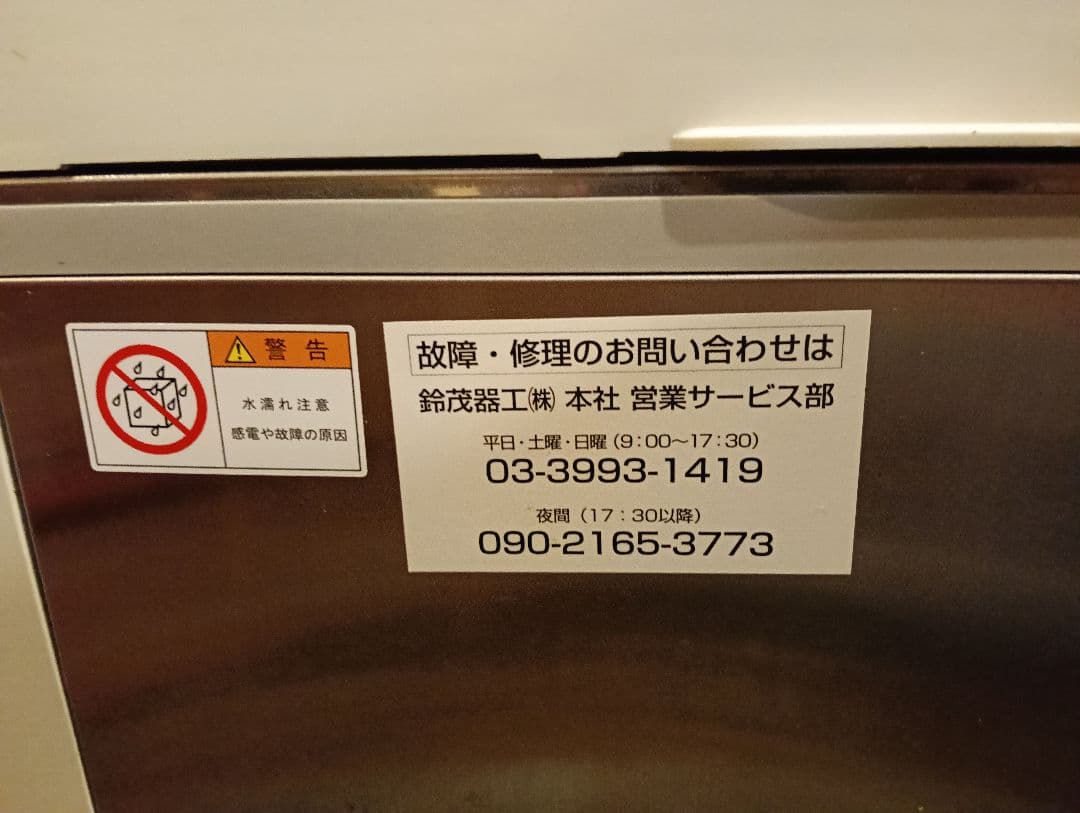 警告
水濡れ注意
感電や故障の原因
故障・修理のお問い合わせは
鈴茂器工㈱ 本社 営業サービス部
平日・土曜・日曜（9：00～17：30）
03-3993-1419
夜間（17：30以降）
090-2165-3773